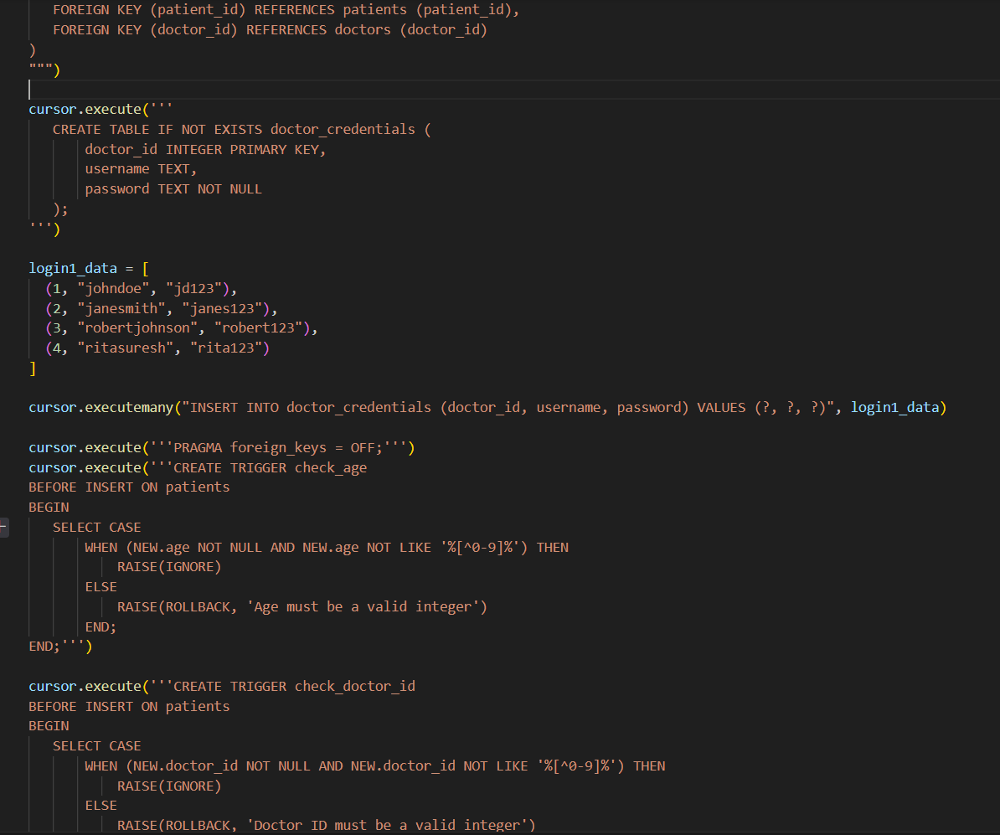 FOREIGN KEY (patient_id) REFERENCES patients (patient_id),
FOREIGN KEY (doctor_id) REFERENCES doctors (doctor_id)
)
""")
cursor.execute('''
CREATE TABLE IF NOT EXISTS doctor_credentials (
doctor_id INTEGER PRIMARY KEY,
username TEXT,
password TEXT NOT NULL
);
''')
login1_data = [
(1, "johndoe", "jd123"),
(2, "janesmith", "janes123"),
(3, "robertjohnson", "robert123"),
(4, "ritasuresh", "rita123")
]
cursor.executemany("INSERT INTO doctor_credentials (doctor_id, username, password) VALUES (?, ?, ?)", login1_data)
cursor.execute('''PRAGMA foreign_keys = OFF;''')
cursor.execute('''CREATE TRIGGER check_age
BEFORE INSERT ON patients
BEGIN
SELECT CASE
WHEN (NEW.age NOT NULL AND NEW.age NOT LIKE '%[^0-9]%') THEN
RAISE(IGNORE)
ELSE
RAISE(ROLLBACK, 'Age must be a valid integer')
END;
END;''')
cursor.execute('''CREATE TRIGGER check_doctor_id
BEFORE INSERT ON patients
BEGIN
SELECT CASE
WHEN (NEW.doctor_id NOT NULL AND NEW.doctor_id NOT LIKE '%[^0-9]%') THEN
RAISE(IGNORE)
ELSE
RAISE(ROLLBACK, 'Doctor ID must be a valid integer')